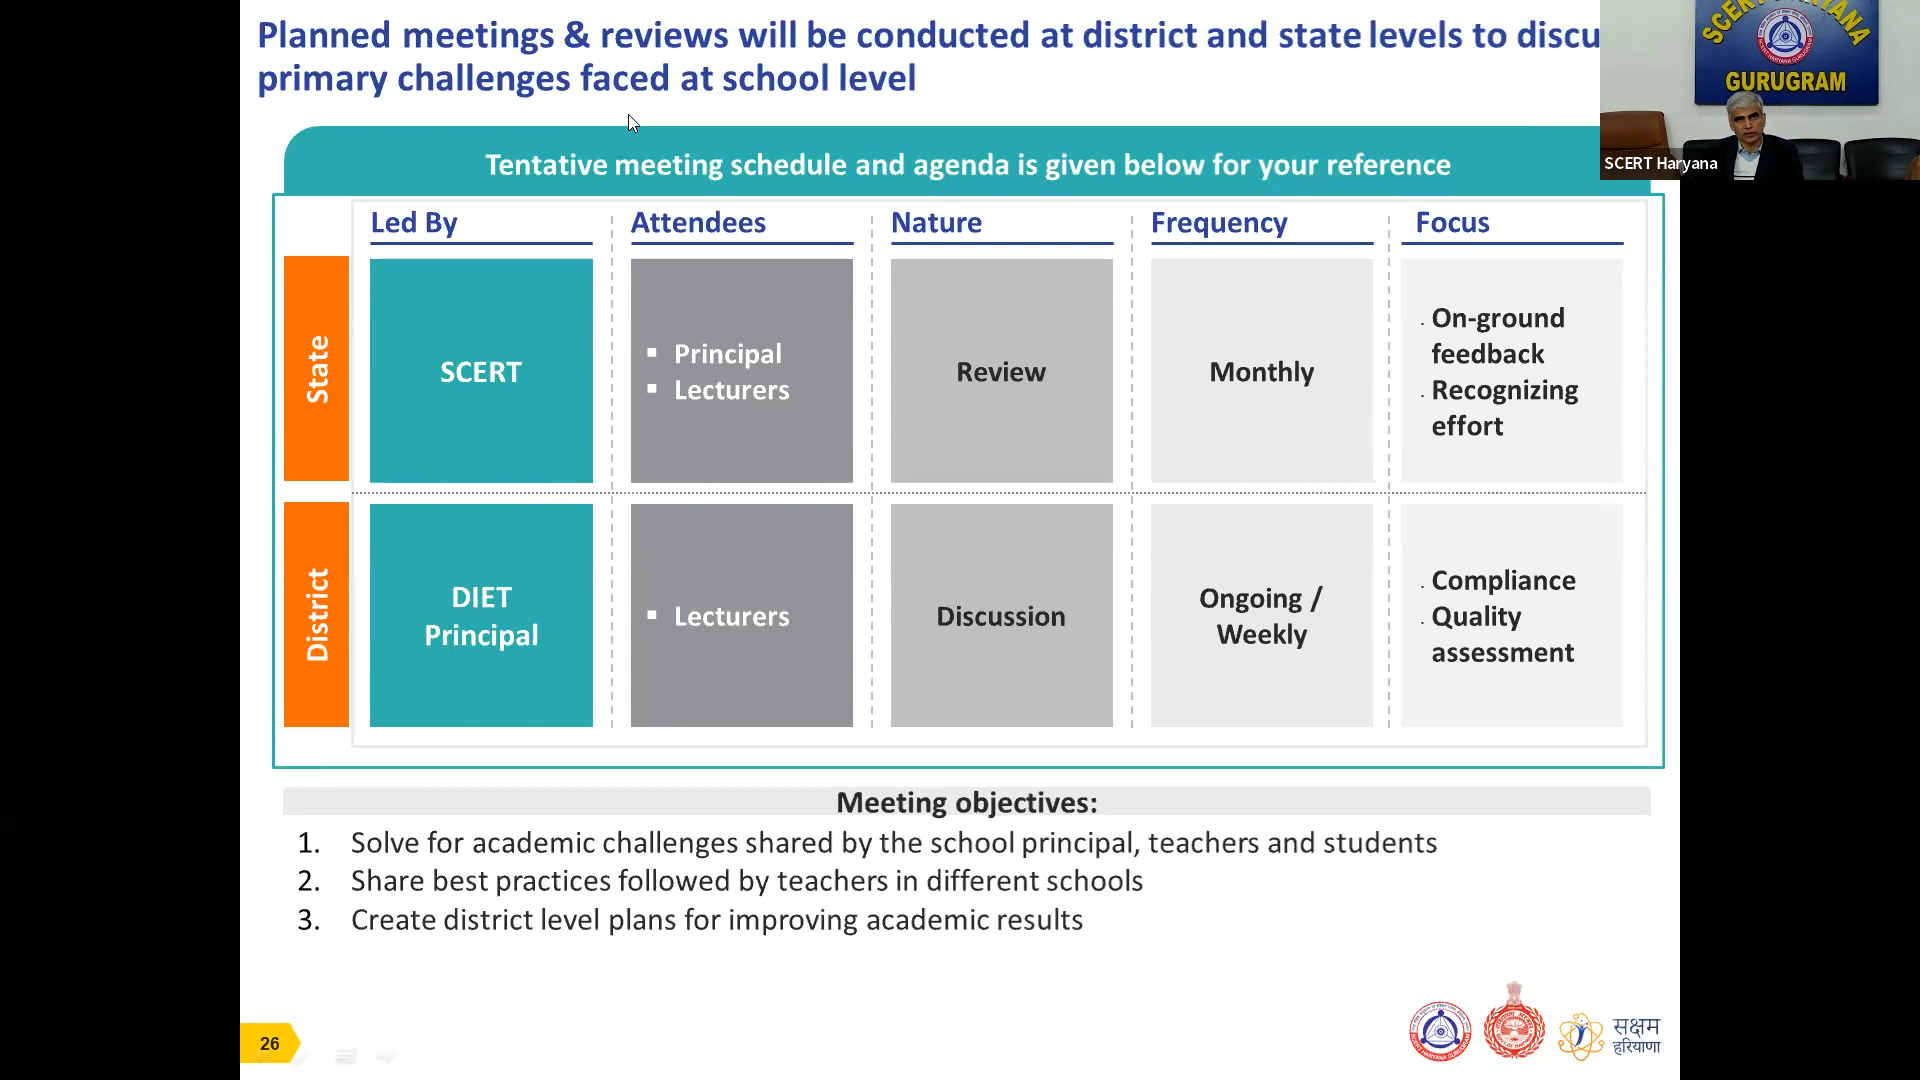 Planned meetings & reviews will be conducted at district and state levels to discu
primary challenges faced at school level
SCERT HARYANA
GURUGRAM
SCERT Haryana
Tentative meeting schedule and agenda is given below for your reference
Led By Attendees Nature Frequency Focus
State
SCERT
▪ Principal
▪ Lecturers
Review
Monthly
· On-ground
feedback
· Recognizing
effort
District
DIET
Principal
▪ Lecturers
Discussion
Ongoing /
Weekly
· Compliance
· Quality
assessment
Meeting objectives:
1. Solve for academic challenges shared by the school principal, teachers and students
2. Share best practices followed by teachers in different schools
3. Create district level plans for improving academic results
26
सक्षम
हरियाणा